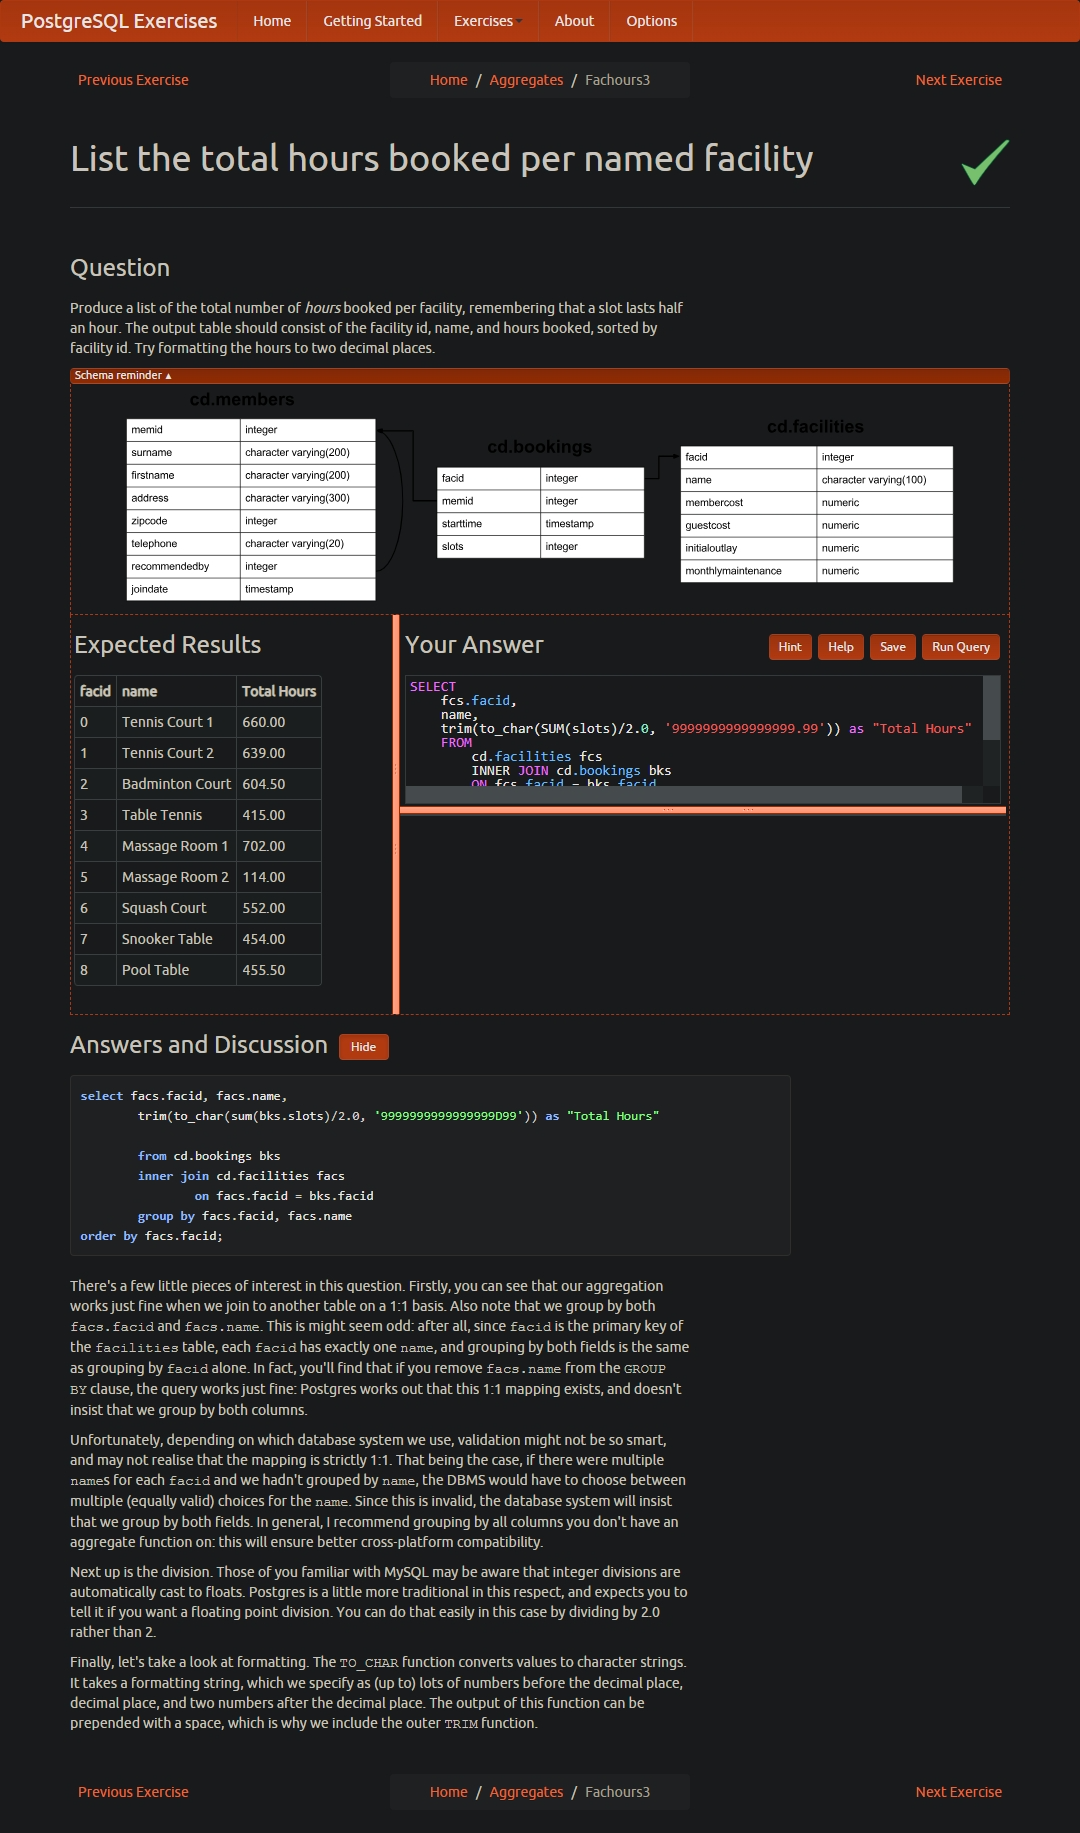 PostgreSQL Exercises Home Getting Started Exercises About Options
Previous Exercise Home / Aggregates / Fachours3 Next Exercise
List the total hours booked per named facility
Question
Produce a list of the total number of hours booked per facility, remembering that a slot lasts half
an hour. The output table should consist of the facility id, name, and hours booked, sorted by
facility id. Try formatting the hours to two decimal places.
Schema reminder ▴
cd.members
memid integer
surname character varying(200)
firstname character varying(200)
address character varying(300)
zipcode integer
telephone character varying(20)
recommendedby integer
joindate timestamp
cd.bookings
facid integer
memid integer
starttime timestamp
slots integer
cd.facilities
facid integer
name character varying(100)
membercost numeric
guestcost numeric
initialoutlay numeric
monthlymaintenance numeric
Expected Results
facid name Total Hours
0 Tennis Court 1 660.00
1 Tennis Court 2 639.00
2 Badminton Court 604.50
3 Table Tennis 415.00
4 Massage Room 1 702.00
5 Massage Room 2 114.00
6 Squash Court 552.00
7 Snooker Table 454.00
8 Pool Table 455.50
Your Answer Hint Help Save Run Query
SELECT
fcs.facid,
name,
trim(to_char(SUM(slots)/2.0, '9999999999999999.99')) as "Total Hours"
FROM
cd.facilities fcs
INNER JOIN cd.bookings bks
ON fcs.facid = bks.facid
Answers and Discussion Hide
select facs.facid, facs.name,
trim(to_char(sum(bks.slots)/2.0, '9999999999999999D99')) as "Total Hours"
from cd.bookings bks
inner join cd.facilities facs
on facs.facid = bks.facid
group by facs.facid, facs.name
order by facs.facid;
There's a few little pieces of interest in this question. Firstly, you can see that our aggregation
works just fine when we join to another table on a 1:1 basis. Also note that we group by both
facs.facid and facs.name. This is might seem odd: after all, since facid is the primary key of
the facilities table, each facid has exactly one name, and grouping by both fields is the same
as grouping by facid alone. In fact, you'll find that if you remove facs.name from the GROUP
BY clause, the query works just fine: Postgres works out that this 1:1 mapping exists, and doesn't
insist that we group by both columns.
Unfortunately, depending on which database system we use, validation might not be so smart,
and may not realise that the mapping is strictly 1:1. That being the case, if there were multiple
names for each facid and we hadn't grouped by name, the DBMS would have to choose between
multiple (equally valid) choices for the name. Since this is invalid, the database system will insist
that we group by both fields. In general, I recommend grouping by all columns you don't have an
aggregate function on: this will ensure better cross-platform compatibility.
Next up is the division. Those of you familiar with MySQL may be aware that integer divisions are
automatically cast to floats. Postgres is a little more traditional in this respect, and expects you to
tell it if you want a floating point division. You can do that easily in this case by dividing by 2.0
rather than 2.
Finally, let's take a look at formatting. The TO_CHAR function converts values to character strings.
It takes a formatting string, which we specify as (up to) lots of numbers before the decimal place,
decimal place, and two numbers after the decimal place. The output of this function can be
prepended with a space, which is why we include the outer TRIM function.
Previous Exercise Home / Aggregates / Fachours3 Next Exercise